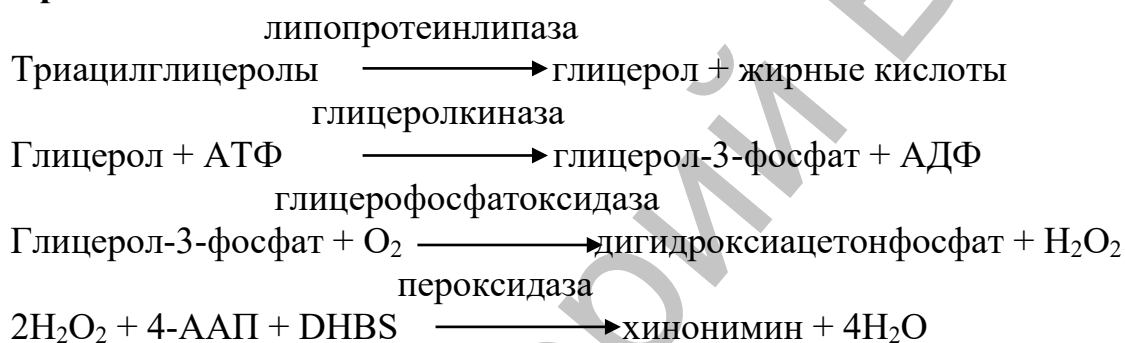 липопротеинлипаза
Триацилглицеролы → глицерол + жирные кислоты
глицеролкиназа
Глицерол + АТФ → глицерол-3-фосфат + АДФ
глицерофосфатоксидаза
Глицерол-3-фосфат + O₂ → дигидроксиацетонфосфат + H₂O₂
пероксидаза
2H₂O₂ + 4-ААП + DHBS → хинонимин + 4H₂O